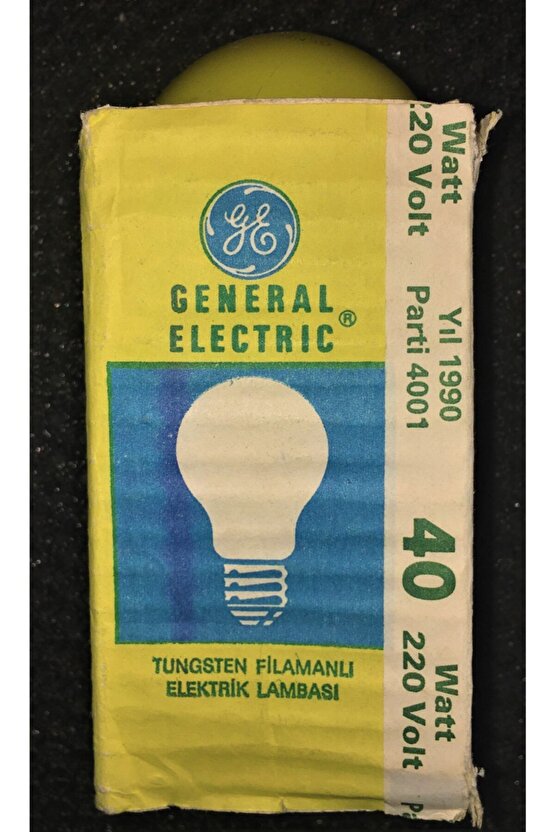 GE
GENERAL
ELECTRIC®
TUNGSTEN FİLAMANLI
ELEKTRİK LAMBASI
Watt
220 Volt
Yıl 1990
Parti 4001
40 Watt
220 Volt